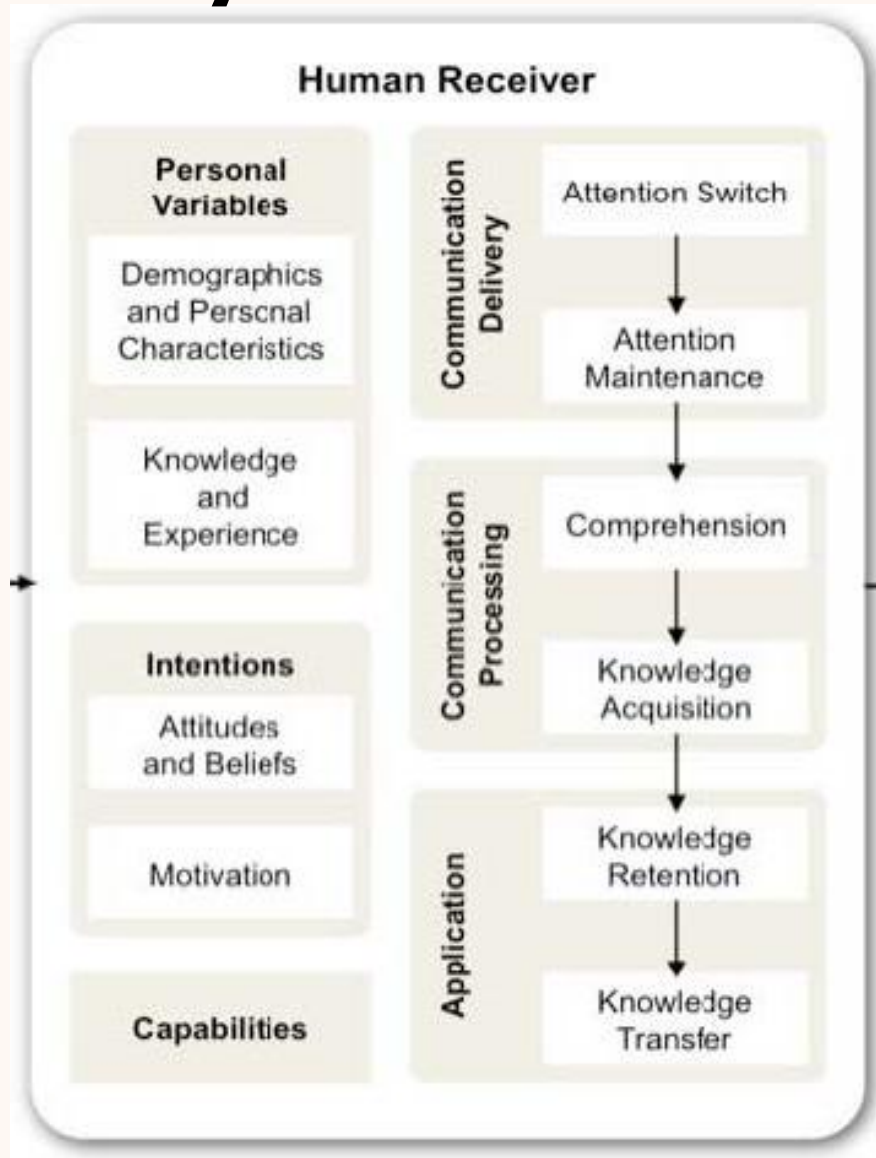 Human Receiver
Personal
Variables
Demographics
and Personal
Characteristics
Knowledge
and
Experience
Intentions
Attitudes
and Beliefs
Motivation
Capabilities
Communication
Delivery
Attention Switch
Attention
Maintenance
Communication
Processing
Comprehension
Knowledge
Acquisition
Application
Knowledge
Retention
Knowledge
Transfer